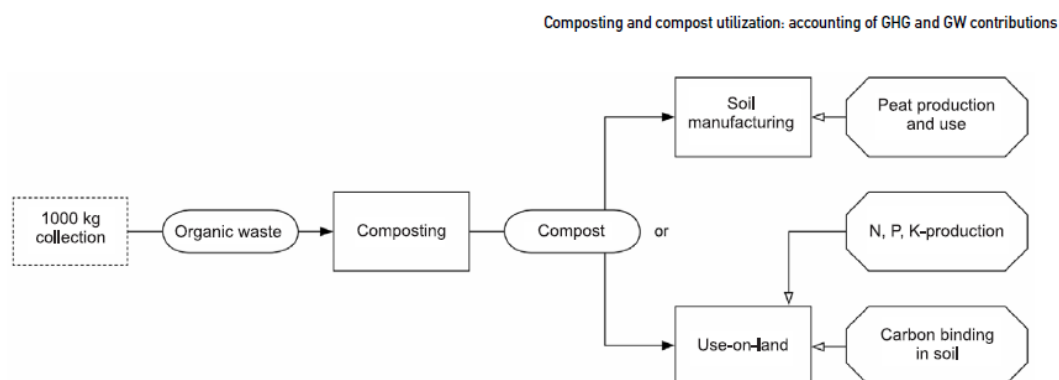 Composting and compost utilization: accounting of GHG and GW contributions
Soil
manufacturing
Peat production
and use
1000 kg
collection
Organic waste
Composting
Compost
or
N, P, K-production
Use-on-land
Carbon binding
in soil